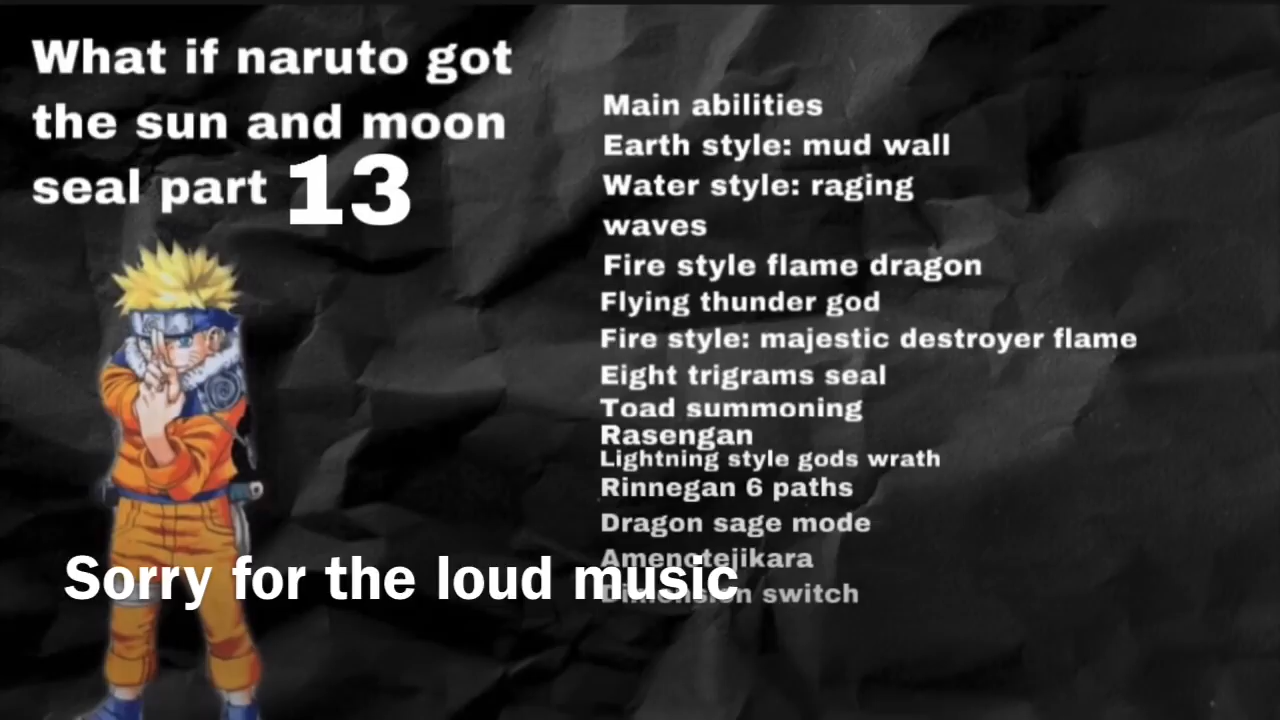 What if naruto got
the sun and moon
seal part 13
Main abilities
Earth style: mud wall
Water style: raging
waves
Fire style flame dragon
Flying thunder god
Fire style: majestic destroyer flame
Eight trigrams seal
Toad summoning
Rasengan
Lightning style gods wrath
Rinnegan 6 paths
Dragon sage mode
Amenotejikara
Dimension switch
Sorry for the loud music